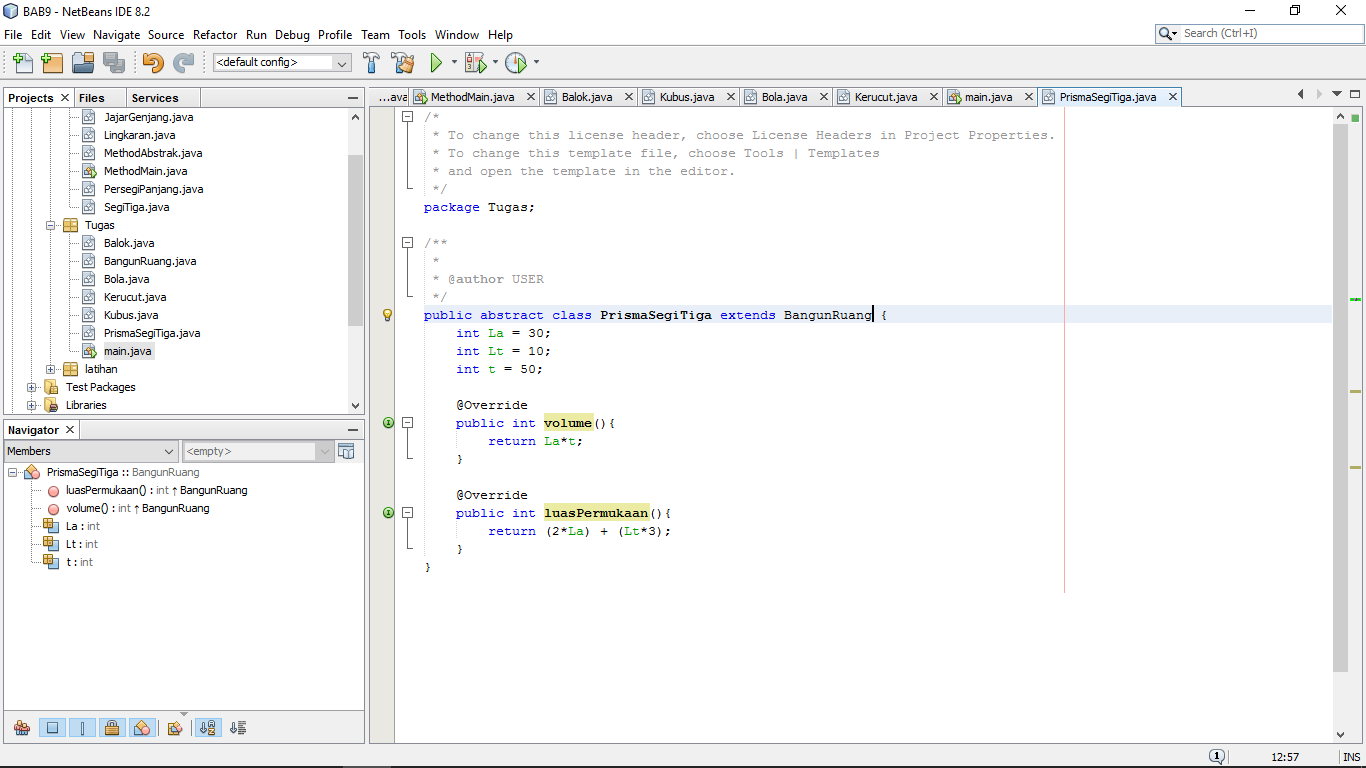 BAB9 - NetBeans IDE 8.2
File Edit View Navigate Source Refactor Run Debug Profile Team Tools Window Help
Search (Ctrl+I)
<default config>
Projects Files Services
JajarGenjang.java
Lingkaran.java
MethodAbstrak.java
MethodMain.java
PersegiPanjang.java
SegiTiga.java
Tugas
Balok.java
BangunRuang.java
Bola.java
Kerucut.java
Kubus.java
PrismaSegiTiga.java
main.java
latihan
Test Packages
Libraries
Navigator
Members <empty>
PrismaSegiTiga :: BangunRuang
luasPermukaan() : int ↑ BangunRuang
volume() : int ↑ BangunRuang
La : int
Lt : int
t : int
...ava MethodMain.java Balok.java Kubus.java Bola.java Kerucut.java main.java PrismaSegiTiga.java
/*
* To change this license header, choose License Headers in Project Properties.
* To change this template file, choose Tools | Templates
* and open the template in the editor.
*/
package Tugas;
/**
*
* @author USER
*/
public abstract class PrismaSegiTiga extends BangunRuang {
int La = 30;
int Lt = 10;
int t = 50;
@Override
public int volume(){
return La*t;
}
@Override
public int luasPermukaan(){
return (2*La) + (Lt*3);
}
}
1 12:57 INS